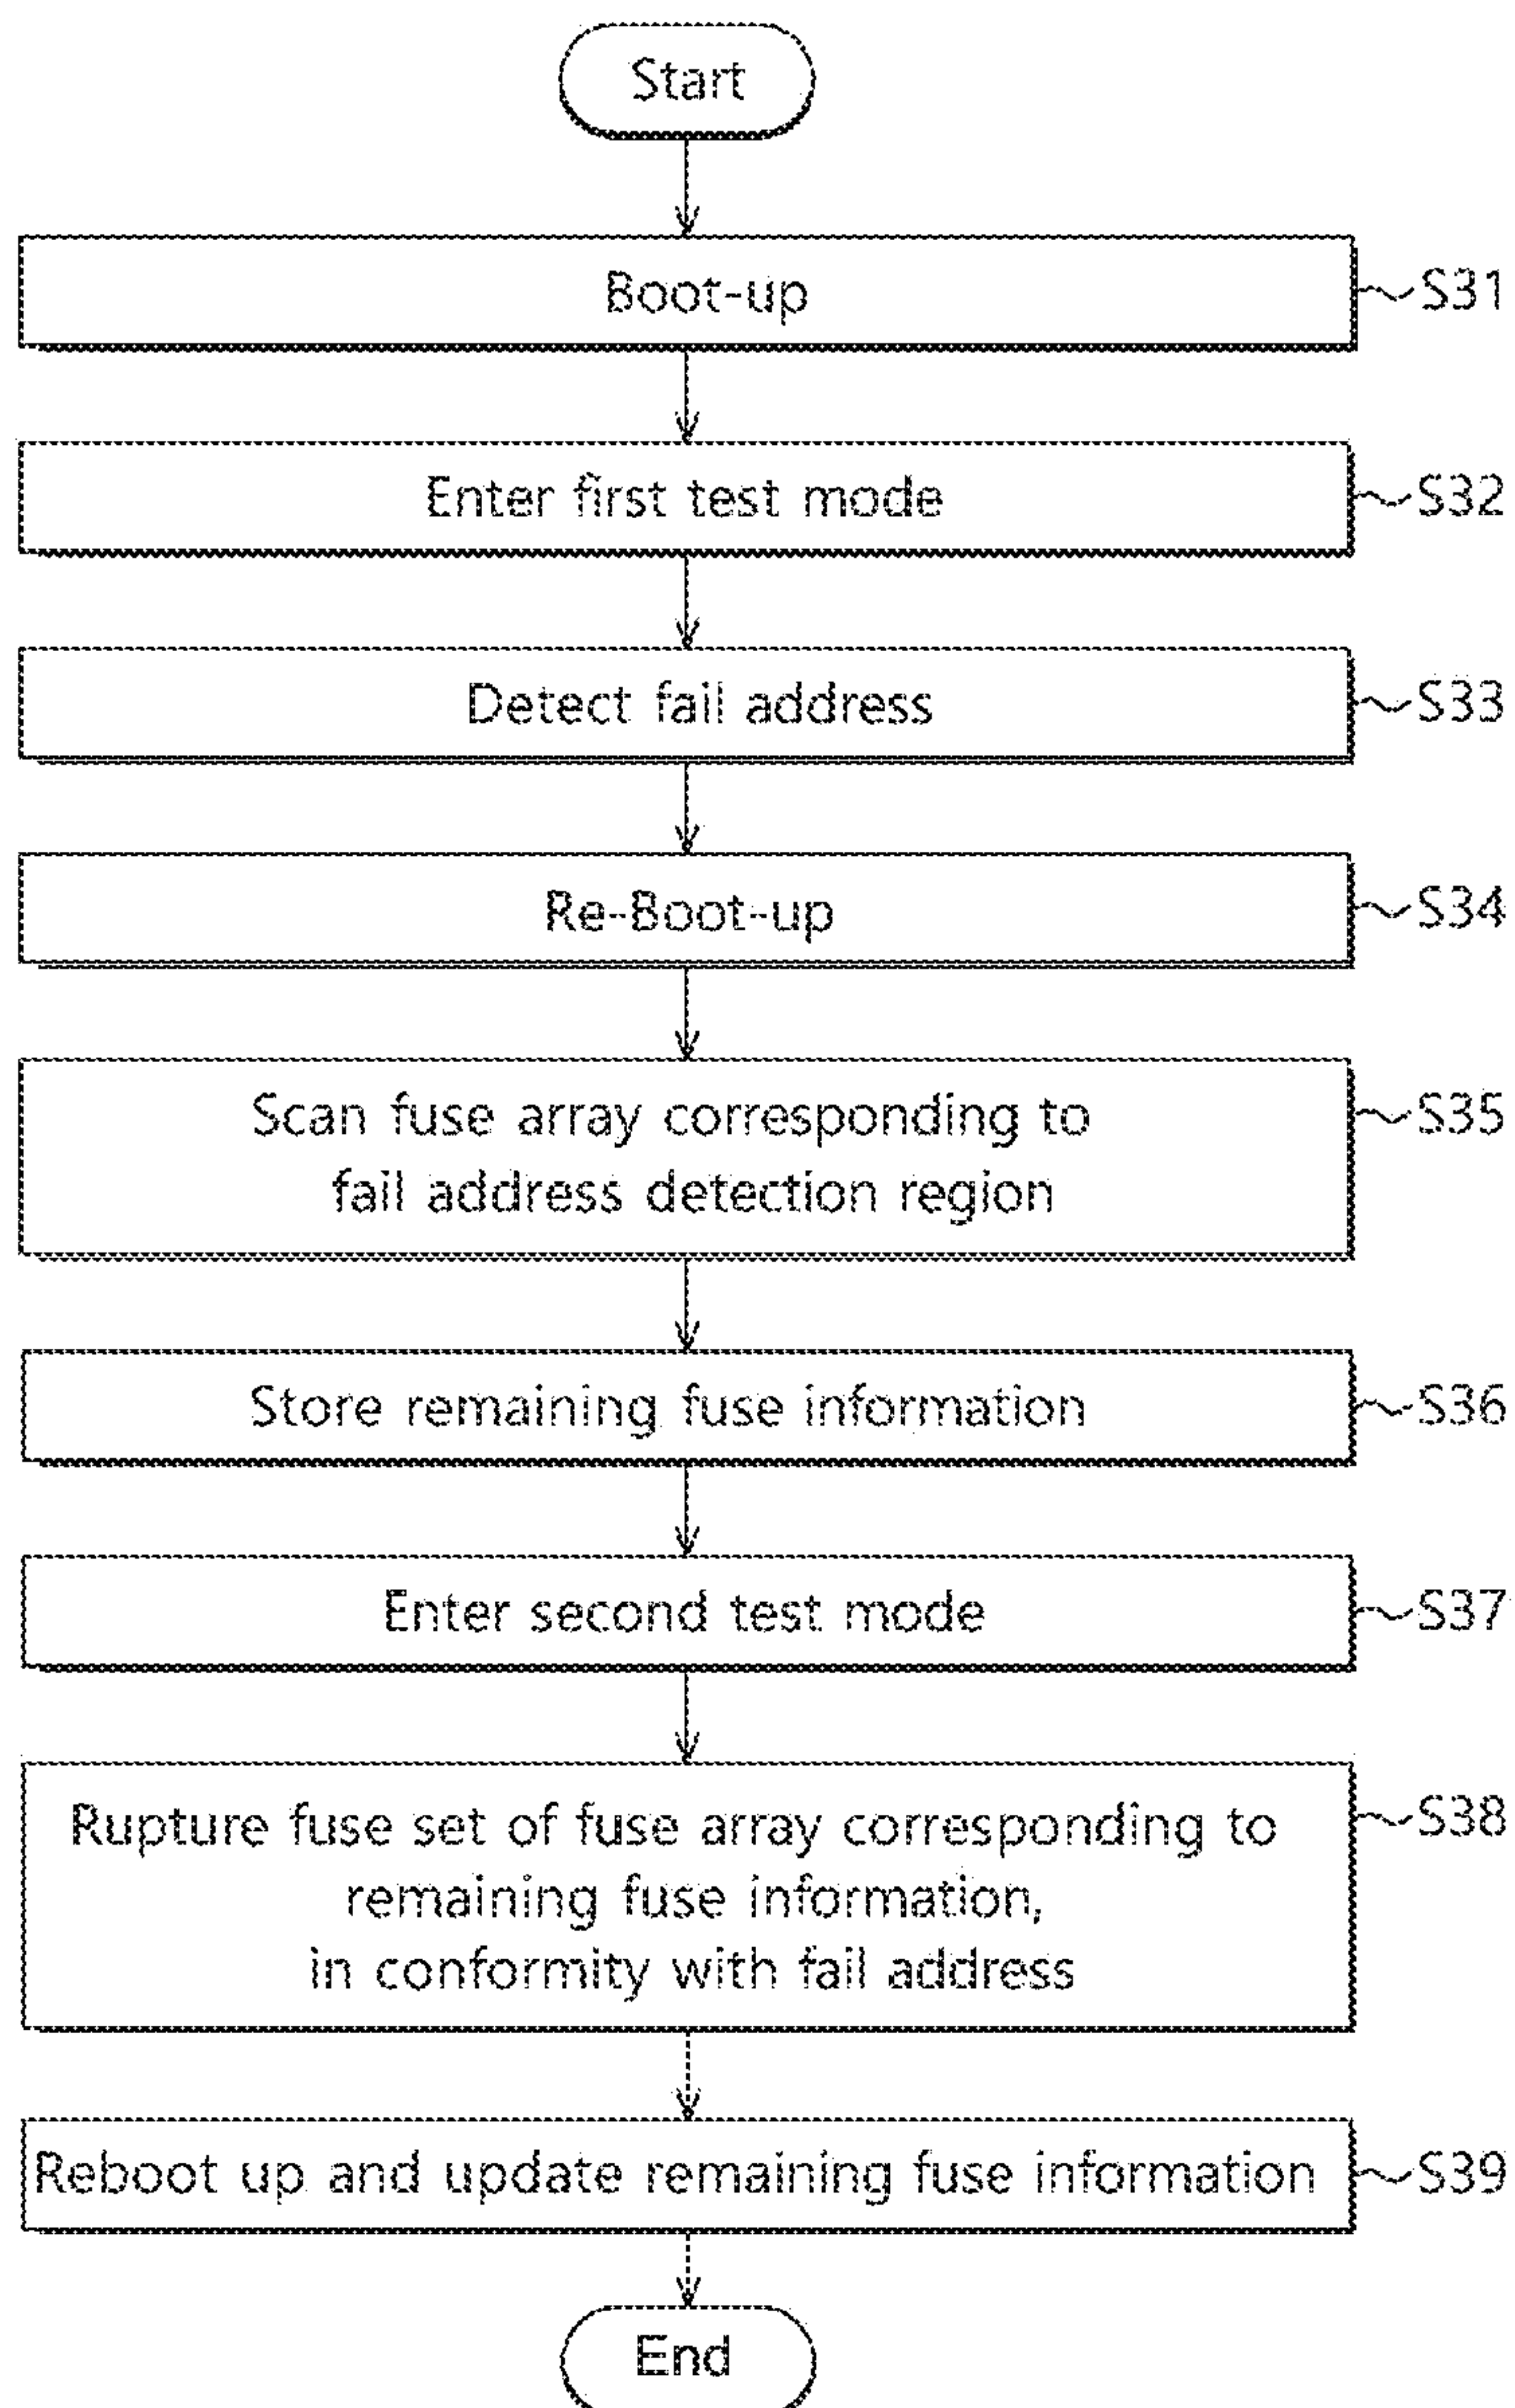 Start
Boot-up
S31
Enter first test mode
S32
Detect fail address
S33
Re-Boot-up
S34
Scan fuse array corresponding to
fail address detection region
S35
Store remaining fuse information
S36
Enter second test mode
S37
Rupture fuse set of fuse array corresponding to
remaining fuse information,
in conformity with fail address
S38
Reboot up and update remaining fuse information
S39
End